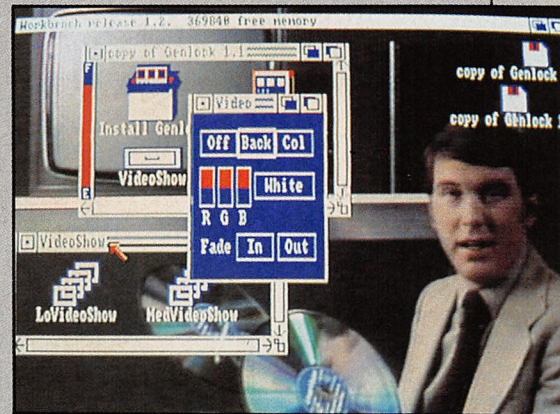 Workbench release 1.2. 369840 free memory
copy of Genlock 1.1
F
E
Install Genl
VideoShow
Video
Off Back Col
White
R G B
Fade In Out
copy of Genlock
copy of Genlock
VideoShow
LoVideoShow
MedVideoShow